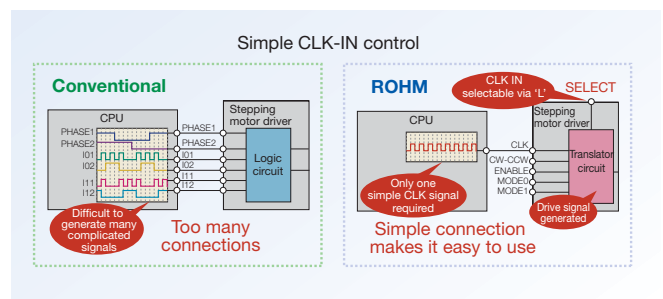 Simple CLK-IN control
Conventional
CPU
PHASE1
PHASE2
I01
I02
I11
I12
PHASE1
PHASE2
I01
I02
I11
I12
Stepping
motor driver
Logic
circuit
Difficult to
generate many
complicated
signals
Too many
connections
ROHM
CLK IN
selectable via 'L'
SELECT
CPU
Stepping
motor driver
CLK
CW-CCW
ENABLE
MODE0
MODE1
Translator
circuit
Only one
simple CLK signal
required
Drive signal
generated
Simple connection
makes it easy to use